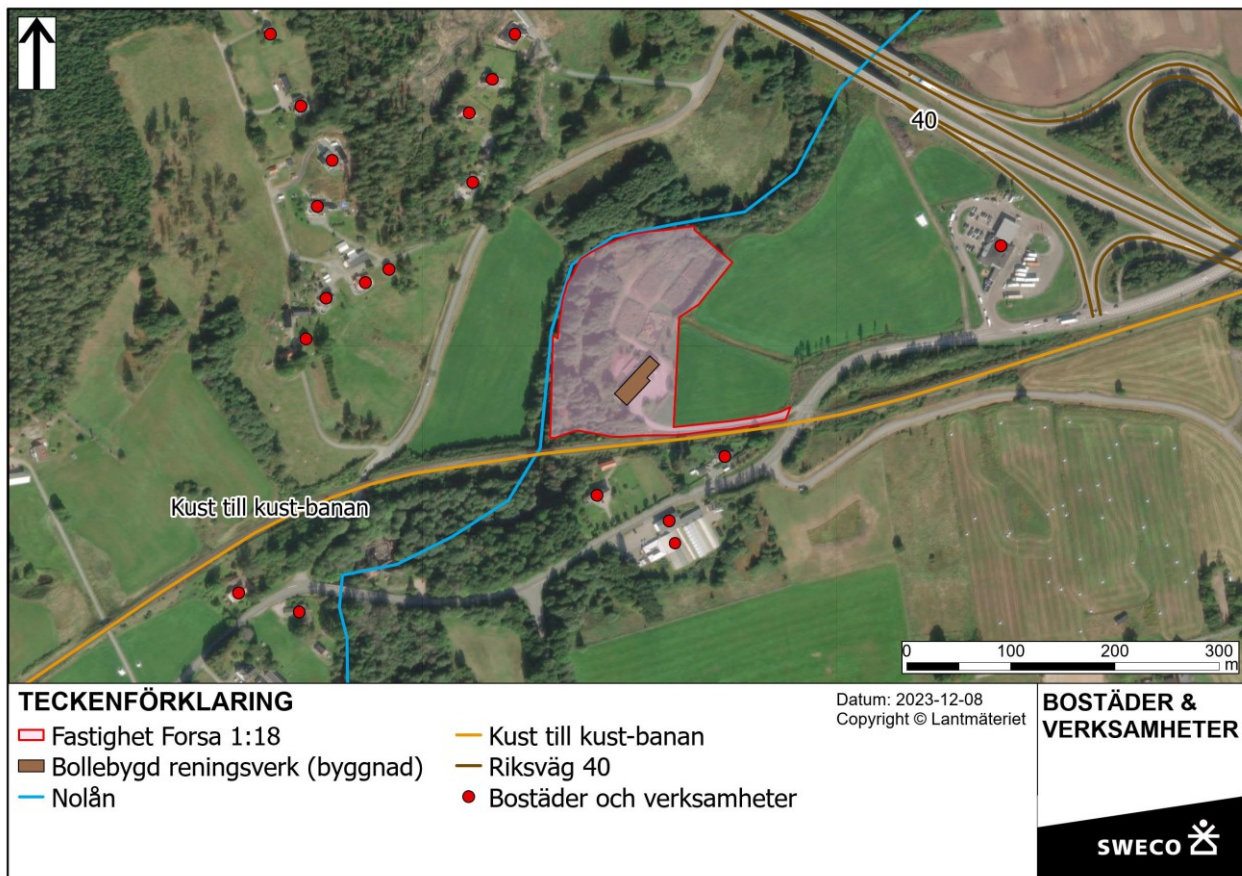 40
Kust till kust-banan
0 100 200 300
m
TECKENFÖRKLARING
Fastighet Forsa 1:18
Bollebygd reningsverk (byggnad)
Nolån
Kust till kust-banan
Riksväg 40
Bostäder och verksamheter
Datum: 2023-12-08
Copyright © Lantmäteriet
BOSTÄDER &
VERKSAMHETER
SWECO